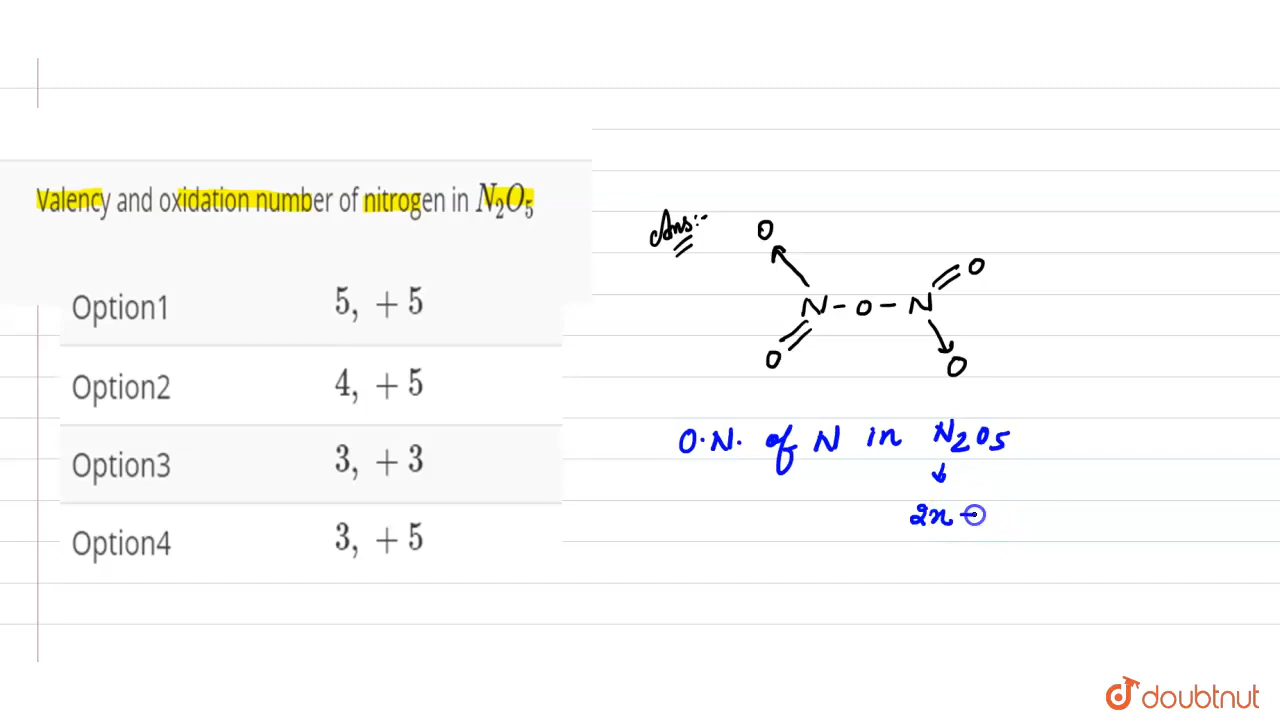 Valency and oxidation number of nitrogen in N₂O₅
Option1 5, +5
Option2 4, +5
Option3 3, +3
Option4 3, +5
Ans:-
O
O
N - O - N
O
O
O.N. of N in N₂O₅
↓
2x -
doubtnut